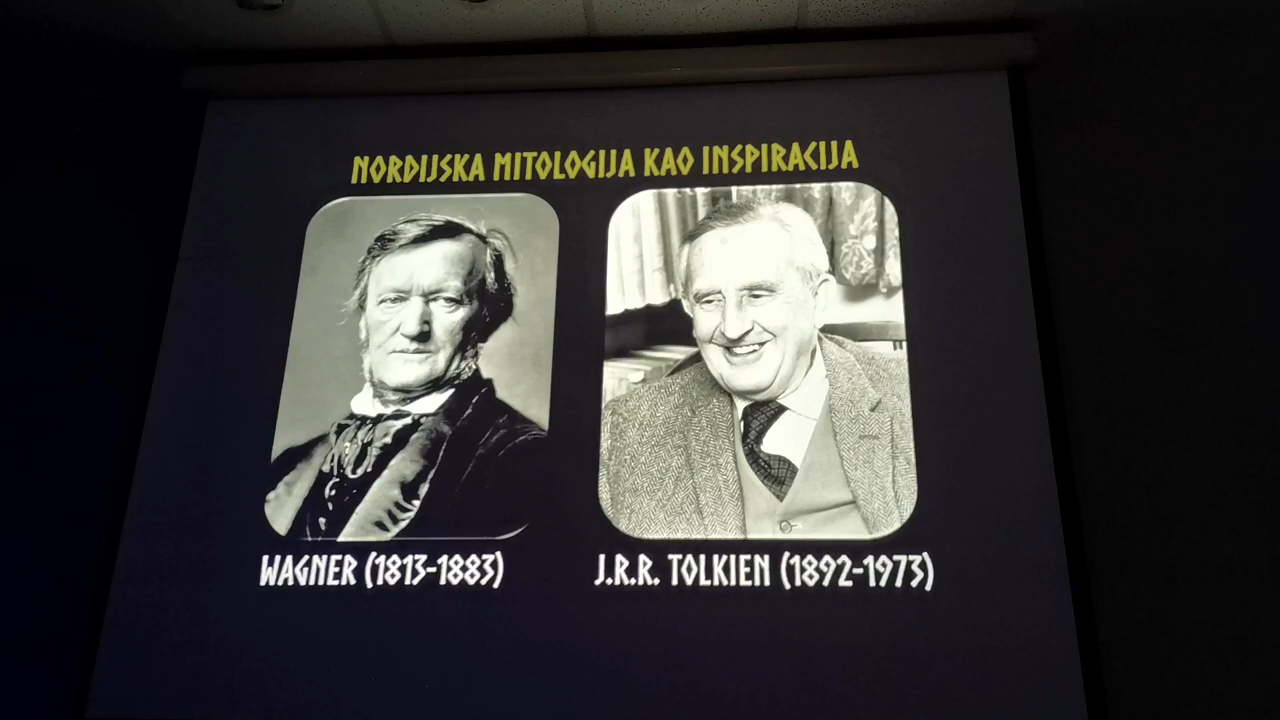 NORDIJSKA MITOLOGIJA KAO INSPIRACIJA
WAGNER (1813-1883)
J.R.R. TOLKIEN (1892-1973)